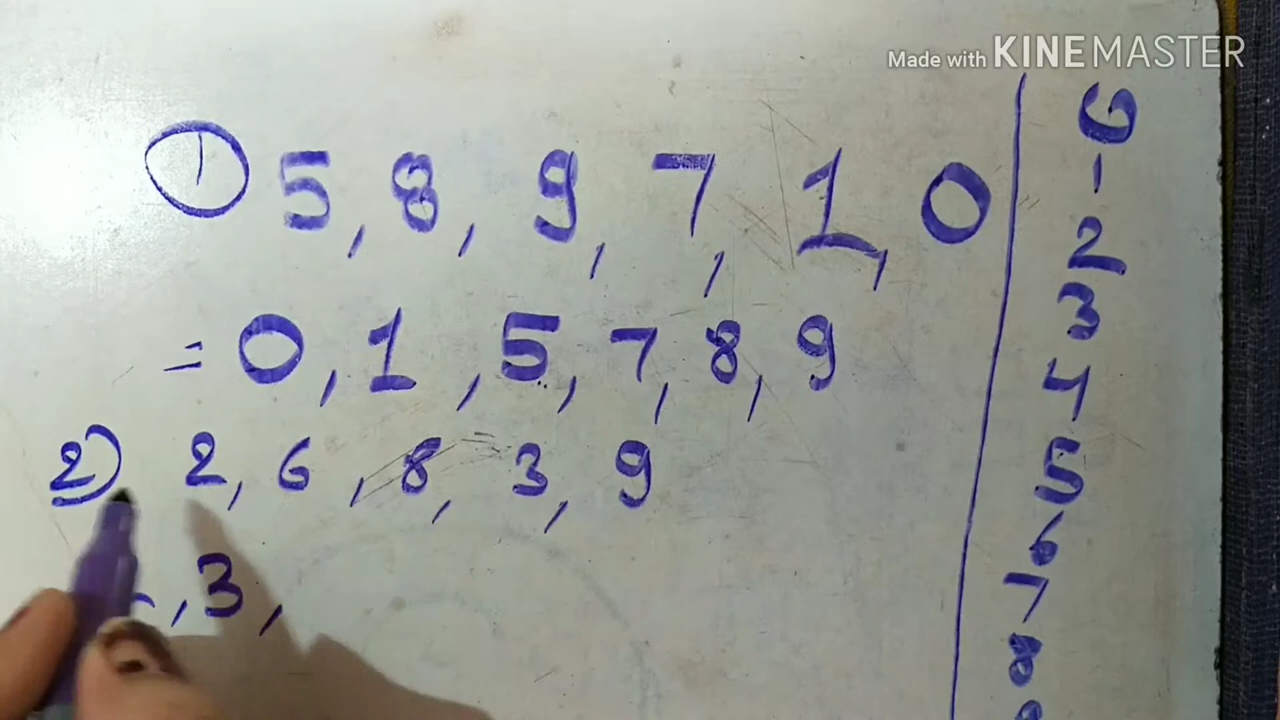 Made with KINEMASTER
① 5, 8, 9, 7, 1, 0
= 0, 1, 5, 7, 8, 9
2) 2, 6, 8, 3, 9
, 3,
0
1
2
3
4
5
6
7
8